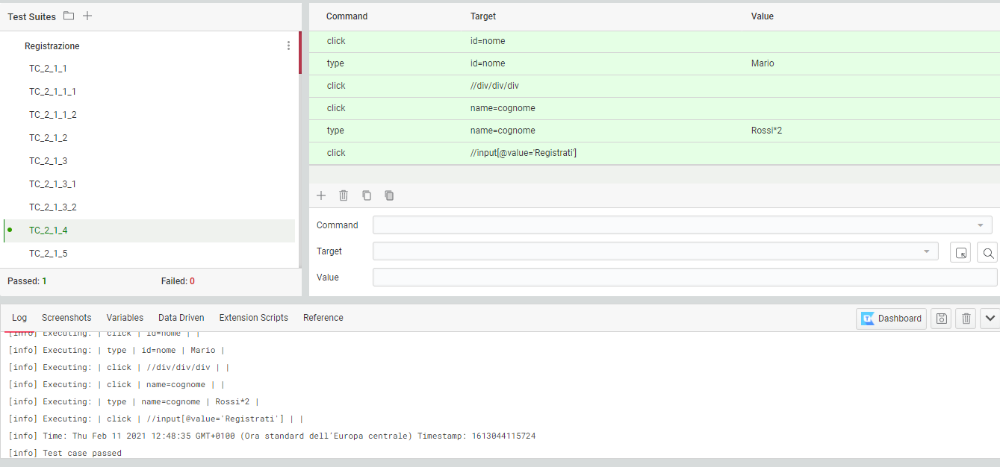 Test Suites
Registrazione
TC_2_1_1
TC_2_1_1_1
TC_2_1_1_2
TC_2_1_2
TC_2_1_3
TC_2_1_3_1
TC_2_1_3_2
TC_2_1_4
TC_2_1_5
Passed: 1 Failed: 0
Command Target Value
click id=nome
type id=nome Mario
click //div/div/div
click name=cognome
type name=cognome Rossi*2
click //input[@value='Registrati']
Command
Target
Value
Log Screenshots Variables Data Driven Extension Scripts Reference Dashboard
[info] Executing: | click | id=nome | |
[info] Executing: | type | id=nome | Mario |
[info] Executing: | click | //div/div/div | |
[info] Executing: | click | name=cognome | |
[info] Executing: | type | name=cognome | Rossi*2 |
[info] Executing: | click | //input[@value='Registrati'] | |
[info] Time: Thu Feb 11 2021 12:48:35 GMT+0100 (Ora standard dell'Europa centrale) Timestamp: 1613044115724
[info] Test case passed